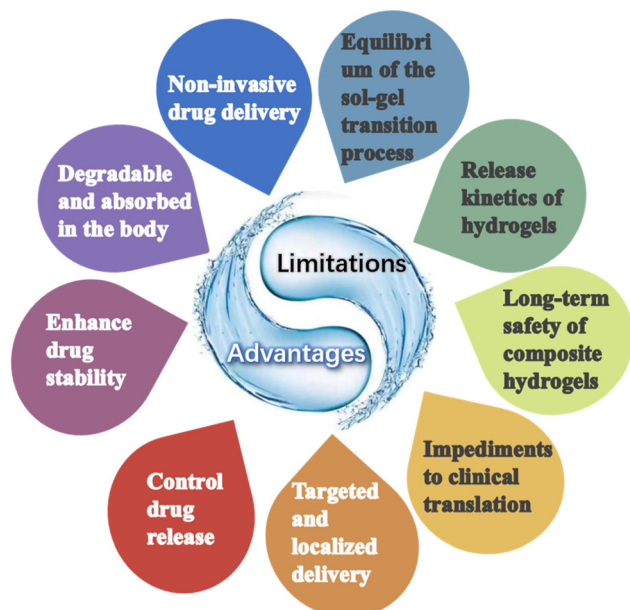 Non-invasive
drug delivery
Equilibri
um of the
sol-gel
transition
process
Degradable
and absorbed
in the body
Release
kinetics of
hydrogels
Limitations
Advantages
Enhance
drug
stability
Long-term
safety of
composite
hydrogels
Control
drug
release
Targeted
and
localized
delivery
Impediments
to clinical
translation